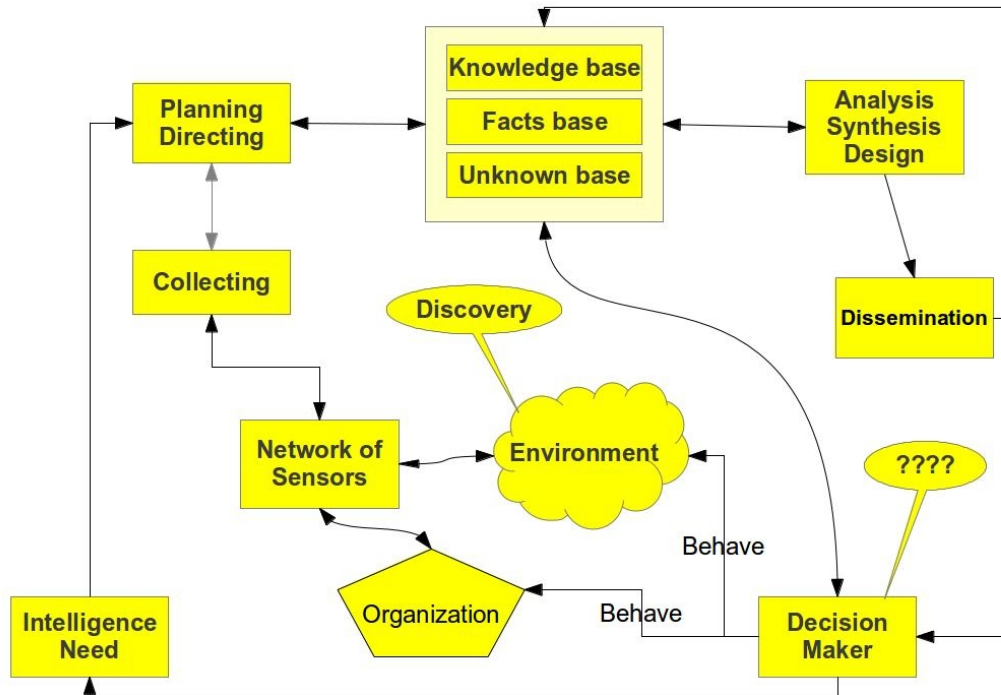 Knowledge base
Facts base
Unknown base
Planning
Directing
Analysis
Synthesis
Design
Collecting
Discovery
Dissemination
Network of
Sensors
Environment
????
Behave
Organization
Behave
Intelligence
Need
Decision
Maker